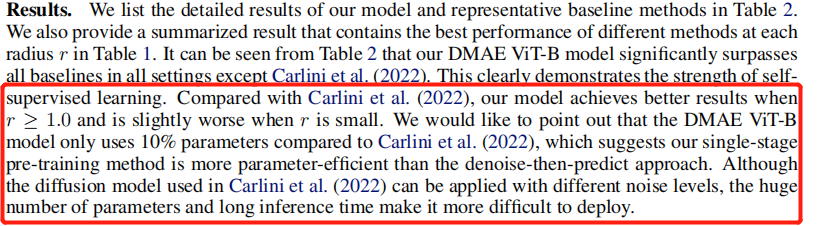 Results. We list the detailed results of our model and representative baseline methods in Table 2.
We also provide a summarized result that contains the best performance of different methods at each
radius r in Table 1. It can be seen from Table 2 that our DMAE ViT-B model significantly surpasses
all baselines in all settings except Carlini et al. (2022). This clearly demonstrates the strength of self-
supervised learning. Compared with Carlini et al. (2022), our model achieves better results when
r ≥ 1.0 and is slightly worse when r is small. We would like to point out that the DMAE ViT-B
model only uses 10% parameters compared to Carlini et al. (2022), which suggests our single-stage
pre-training method is more parameter-efficient than the denoise-then-predict approach. Although
the diffusion model used in Carlini et al. (2022) can be applied with different noise levels, the huge
number of parameters and long inference time make it more difficult to deploy.